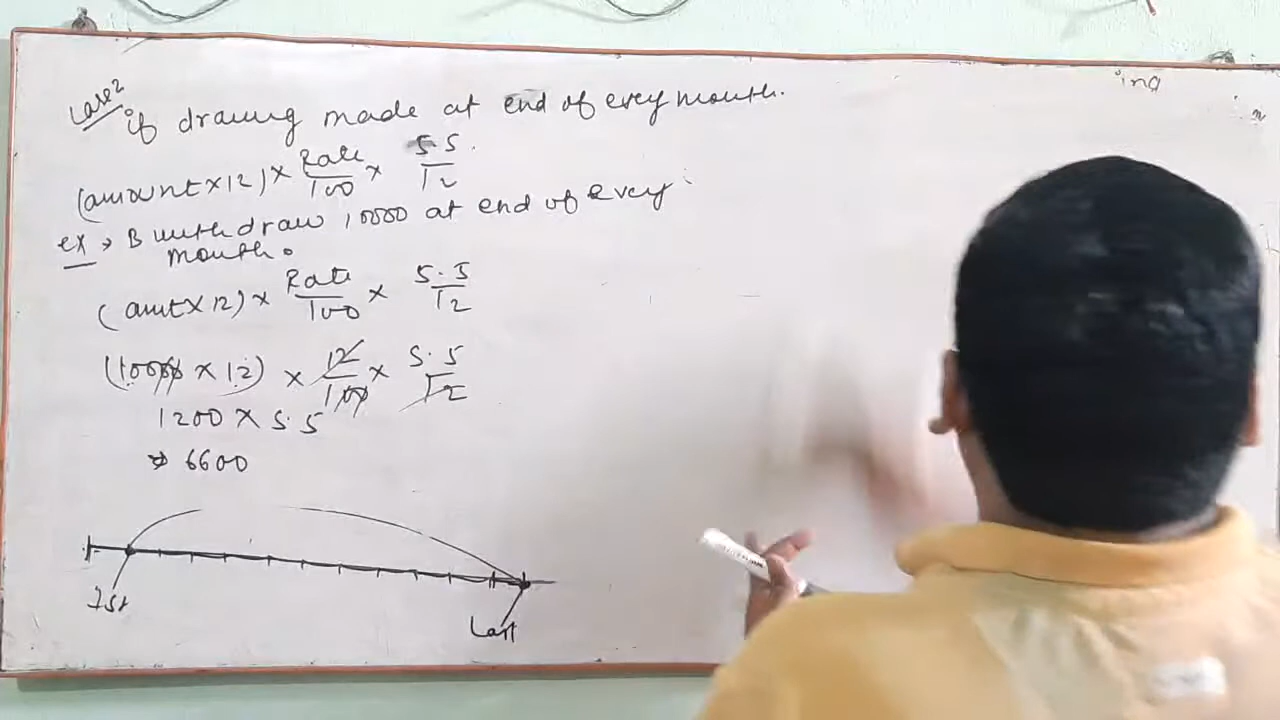 Case 2
if drawing made at end of every month.
(amount × 12) × Rate/100 × 5.5/12
ex → B withdraw 10000 at end of every
month.
(amt × 12) × Rate/100 × 5.5/12
(10000 × 12) × 12/100 × 5.5/12
1200 × 5.5
⇒ 6600
Ist
Last
ing